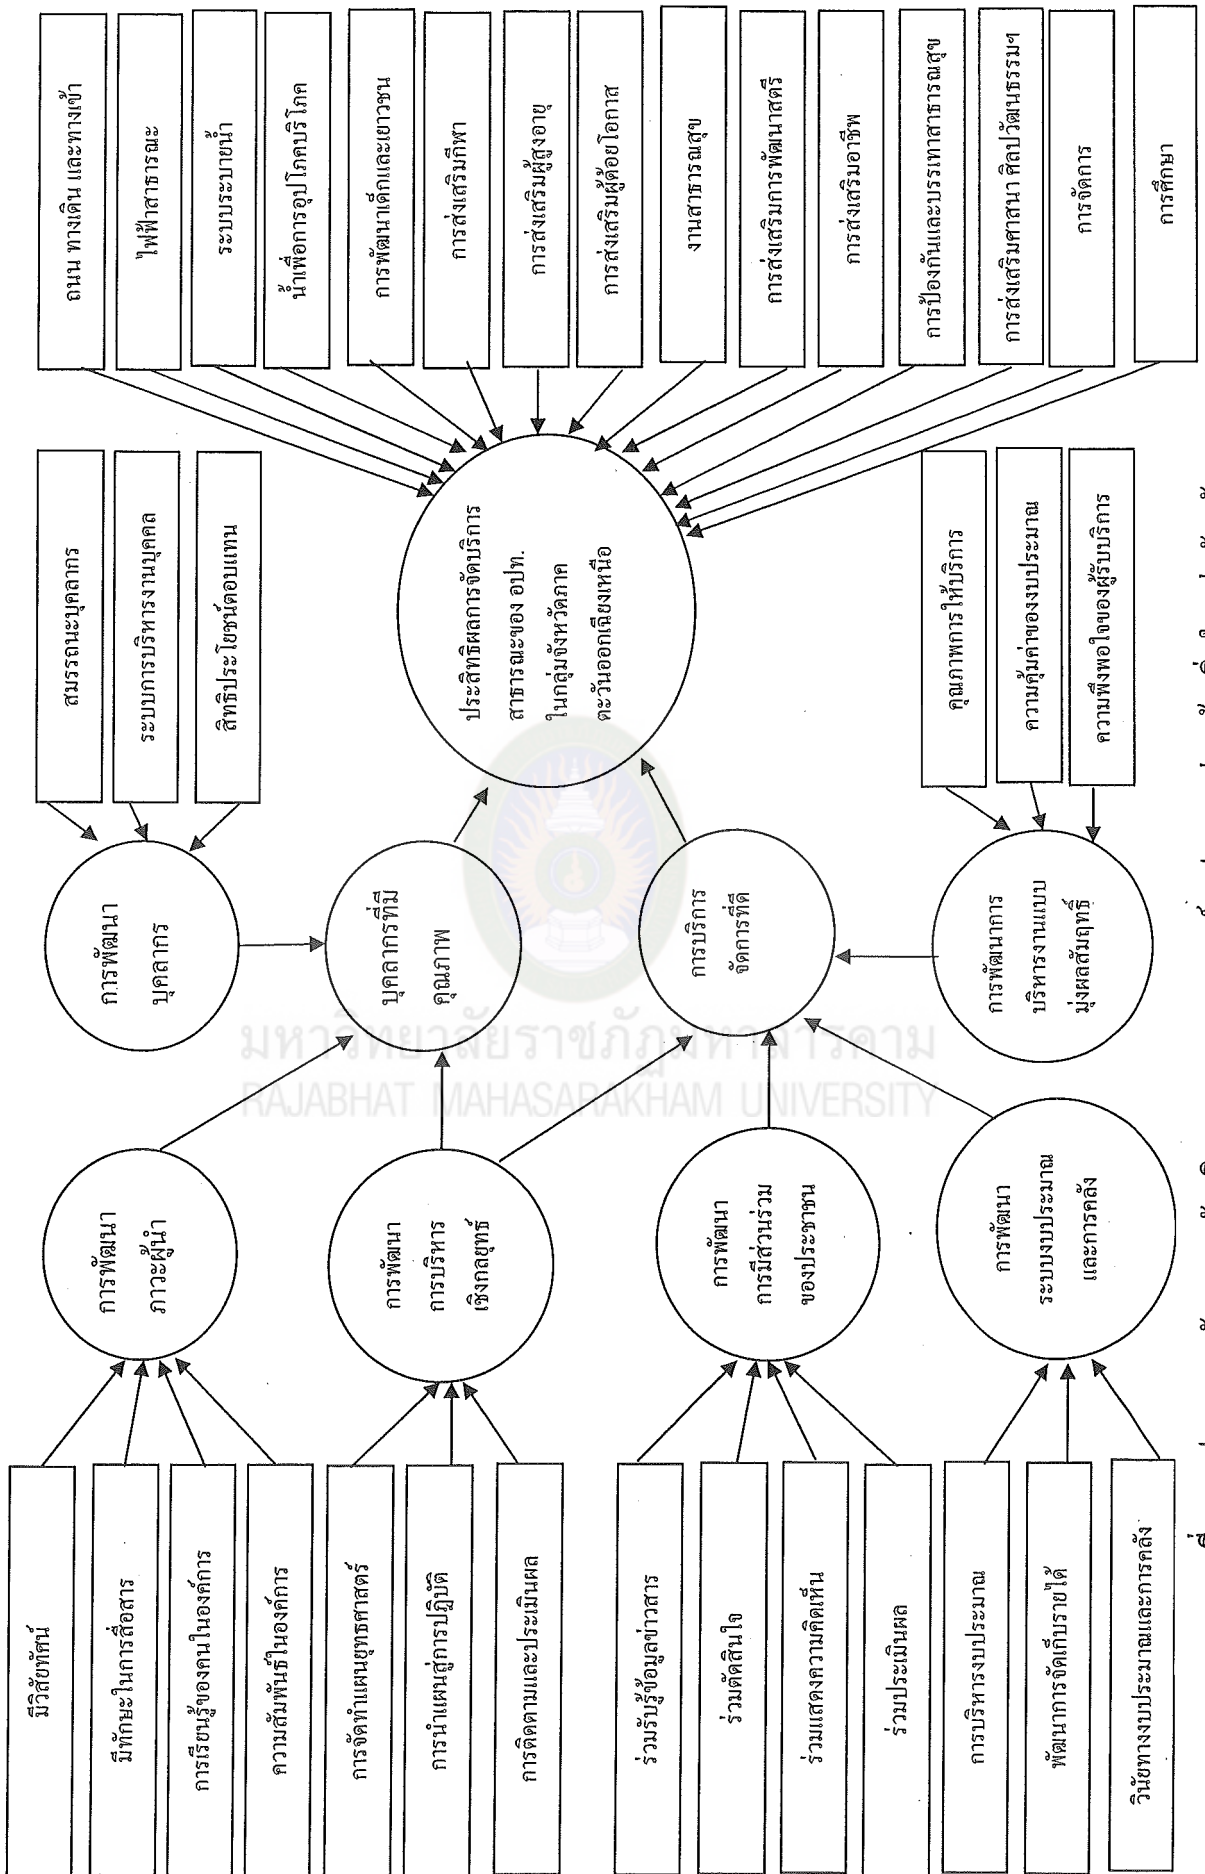 มีวิสัยทัศน์
มีทักษะในการสื่อสาร
การเรียนรู้ของคนในองค์การ
ความสัมพันธ์ในองค์การ
การจัดทำแผนยุทธศาสตร์
การนำแผนสู่การปฏิบัติ
การติดตามและประเมินผล
ร่วมรับรู้ข้อมูลข่าวสาร
ร่วมตัดสินใจ
ร่วมแสดงความคิดเห็น
ร่วมประเมินผล
การบริหารงบประมาณ
พัฒนาการจัดเก็บรายได้
วินัยทางงบประมาณและการคลัง
การพัฒนา
ภาวะผู้นำ
การพัฒนา
การบริหาร
เชิงกลยุทธ์
การพัฒนา
การมีส่วนร่วม
ของประชาชน
การพัฒนา
ระบบงบประมาณ
และการคลัง
การพัฒนา
บุคลากร
บุคลากรที่มี
คุณภาพ
การบริการ
จัดการที่ดี
การพัฒนาการ
บริหารงานแบบ
มุ่งผลสัมฤทธิ์
สมรรถนะบุคลากร
ระบบการบริหารงานบุคคล
สิทธิประโยชน์ตอบแทน
ประสิทธิผลการจัดบริการ
สาธารณะของ อปท.
ในกลุ่มจังหวัดภาค
ตะวันออกเฉียงเหนือ
คุณภาพการให้บริการ
ความคุ้มค่าของงบประมาณ
ความพึงพอใจของผู้รับบริการ
ถนน ทางเดิน และทางเข้า
ไฟฟ้าสาธารณะ
ระบบระบายน้ำ
น้ำเพื่อการอุปโภคบริโภค
การพัฒนาเด็กและเยาวชน
การส่งเสริมกีฬา
การส่งเสริมผู้สูงอายุ
การส่งเสริมผู้ด้อยโอกาส
งานสาธารณสุข
การส่งเสริมการพัฒนาสตรี
การส่งเสริมอาชีพ
การป้องกันและบรรเทาสาธารณสุข
การส่งเสริมศาสนา ศิลปวัฒนธรรมฯ
การจัดการ
การศึกษา
มหาวิทยาลัยราชภัฏมหาสารคาม
RAJABHAT MAHASARAKHAM UNIVERSITY